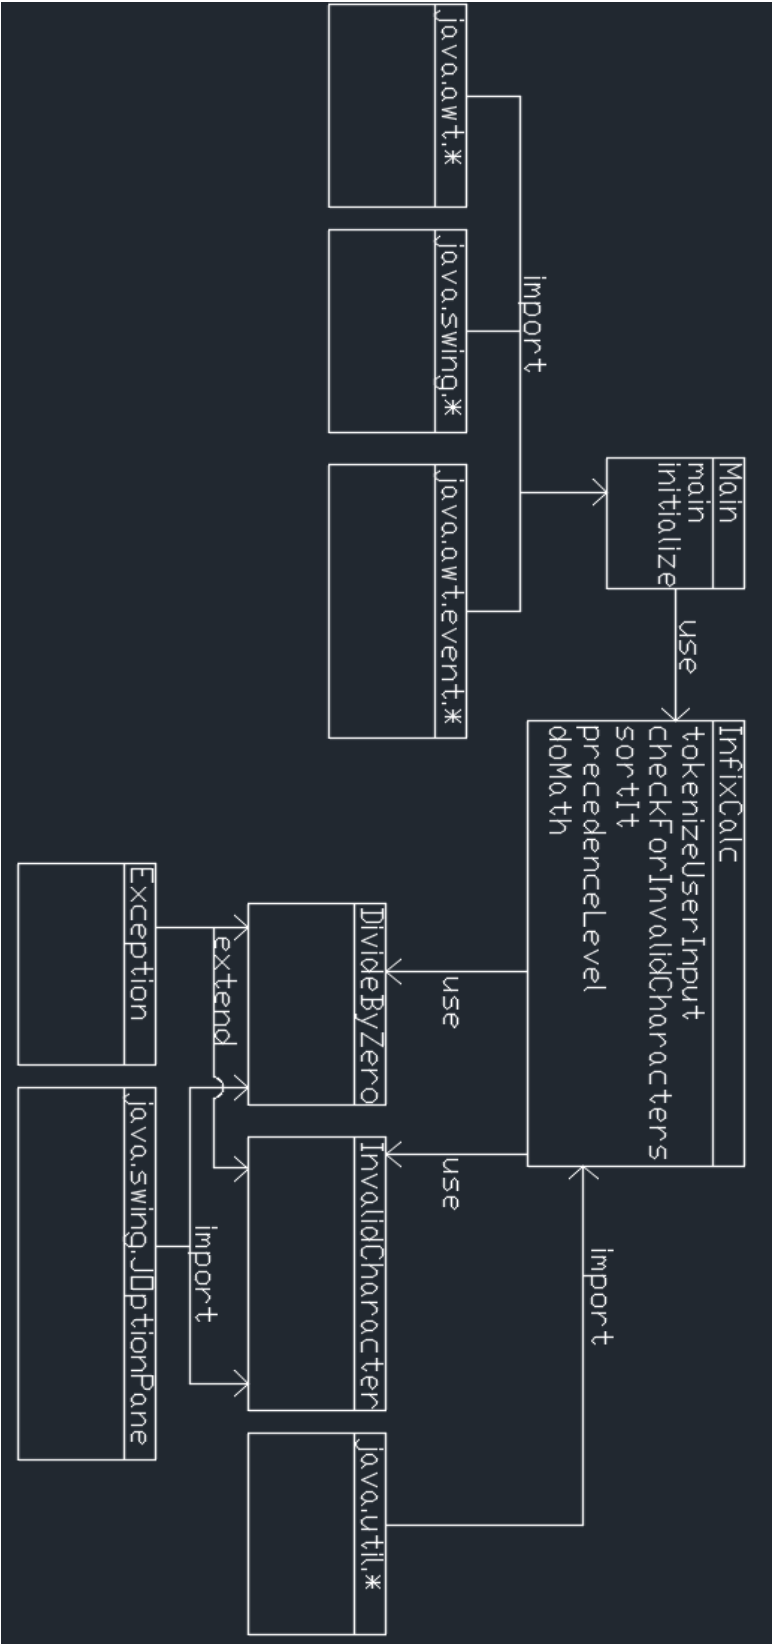 Main
main
initialize
use
InfixCalc
tokenizeUserInput
checkForInvalidCharacters
sortIt
precedenceLevel
doMath
import
java.awt.*
java.swing.*
java.awt.event.*
use
use
import
DivideByZero
InvalidCharacter
java.util.*
extend
import
Exception
java.swing.JOptionPane